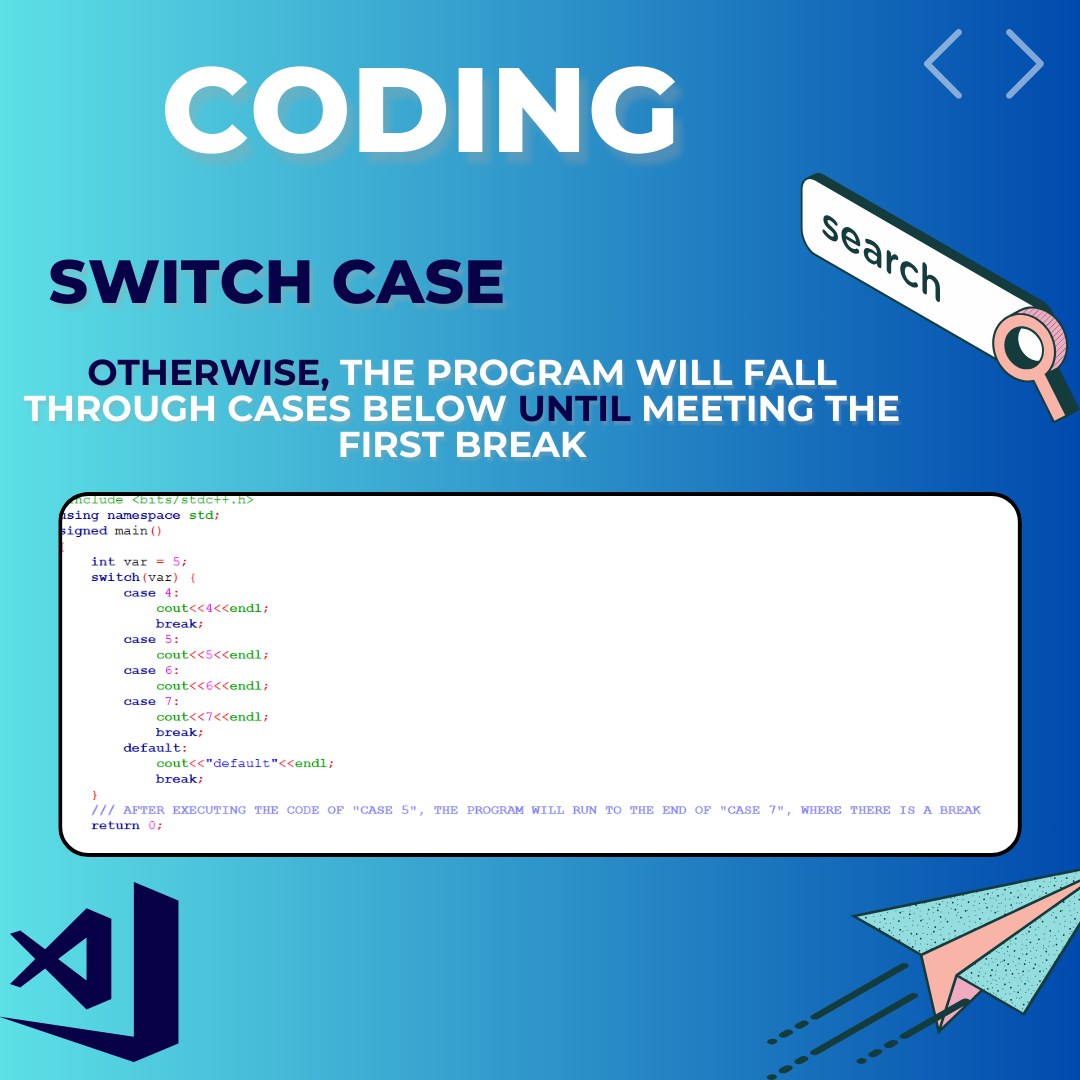 CODING
search
SWITCH CASE
OTHERWISE, THE PROGRAM WILL FALL
THROUGH CASES BELOW UNTIL MEETING THE
FIRST BREAK
include <bits/stdc++.h>
using namespace std;
signed main()
{
    int var = 5;
    switch(var) {
        case 4:
            cout<<4<<endl;
            break;
        case 5:
            cout<<5<<endl;
        case 6:
            cout<<6<<endl;
        case 7:
            cout<<7<<endl;
            break;
        default:
            cout<<"default"<<endl;
            break;
    }
    /// AFTER EXECUTING THE CODE OF "CASE 5", THE PROGRAM WILL RUN TO THE END OF "CASE 7", WHERE THERE IS A BREAK
    return 0;